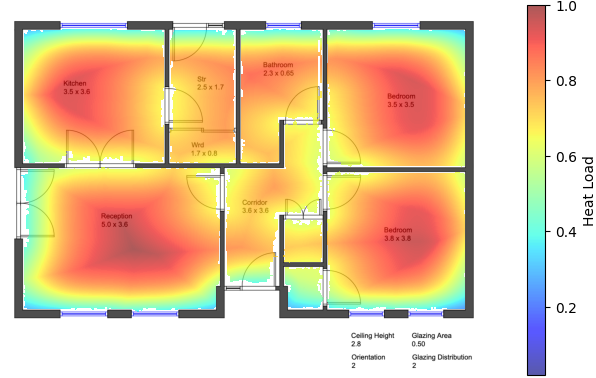 Kitchen
3.5 x 3.6
Str
2.5 x 1.7
Bathroom
2.3 x 0.65
Bedroom
3.5 x 3.5
Wrd
1.7 x 0.8
Reception
5.0 x 3.6
Corridor
3.6 x 3.6
Bedroom
3.8 x 3.8
Ceiling Height
2.8
Glazing Area
0.50
Orientation
2
Glazing Distribution
2
1.0
0.8
0.6
0.4
0.2
Heat Load